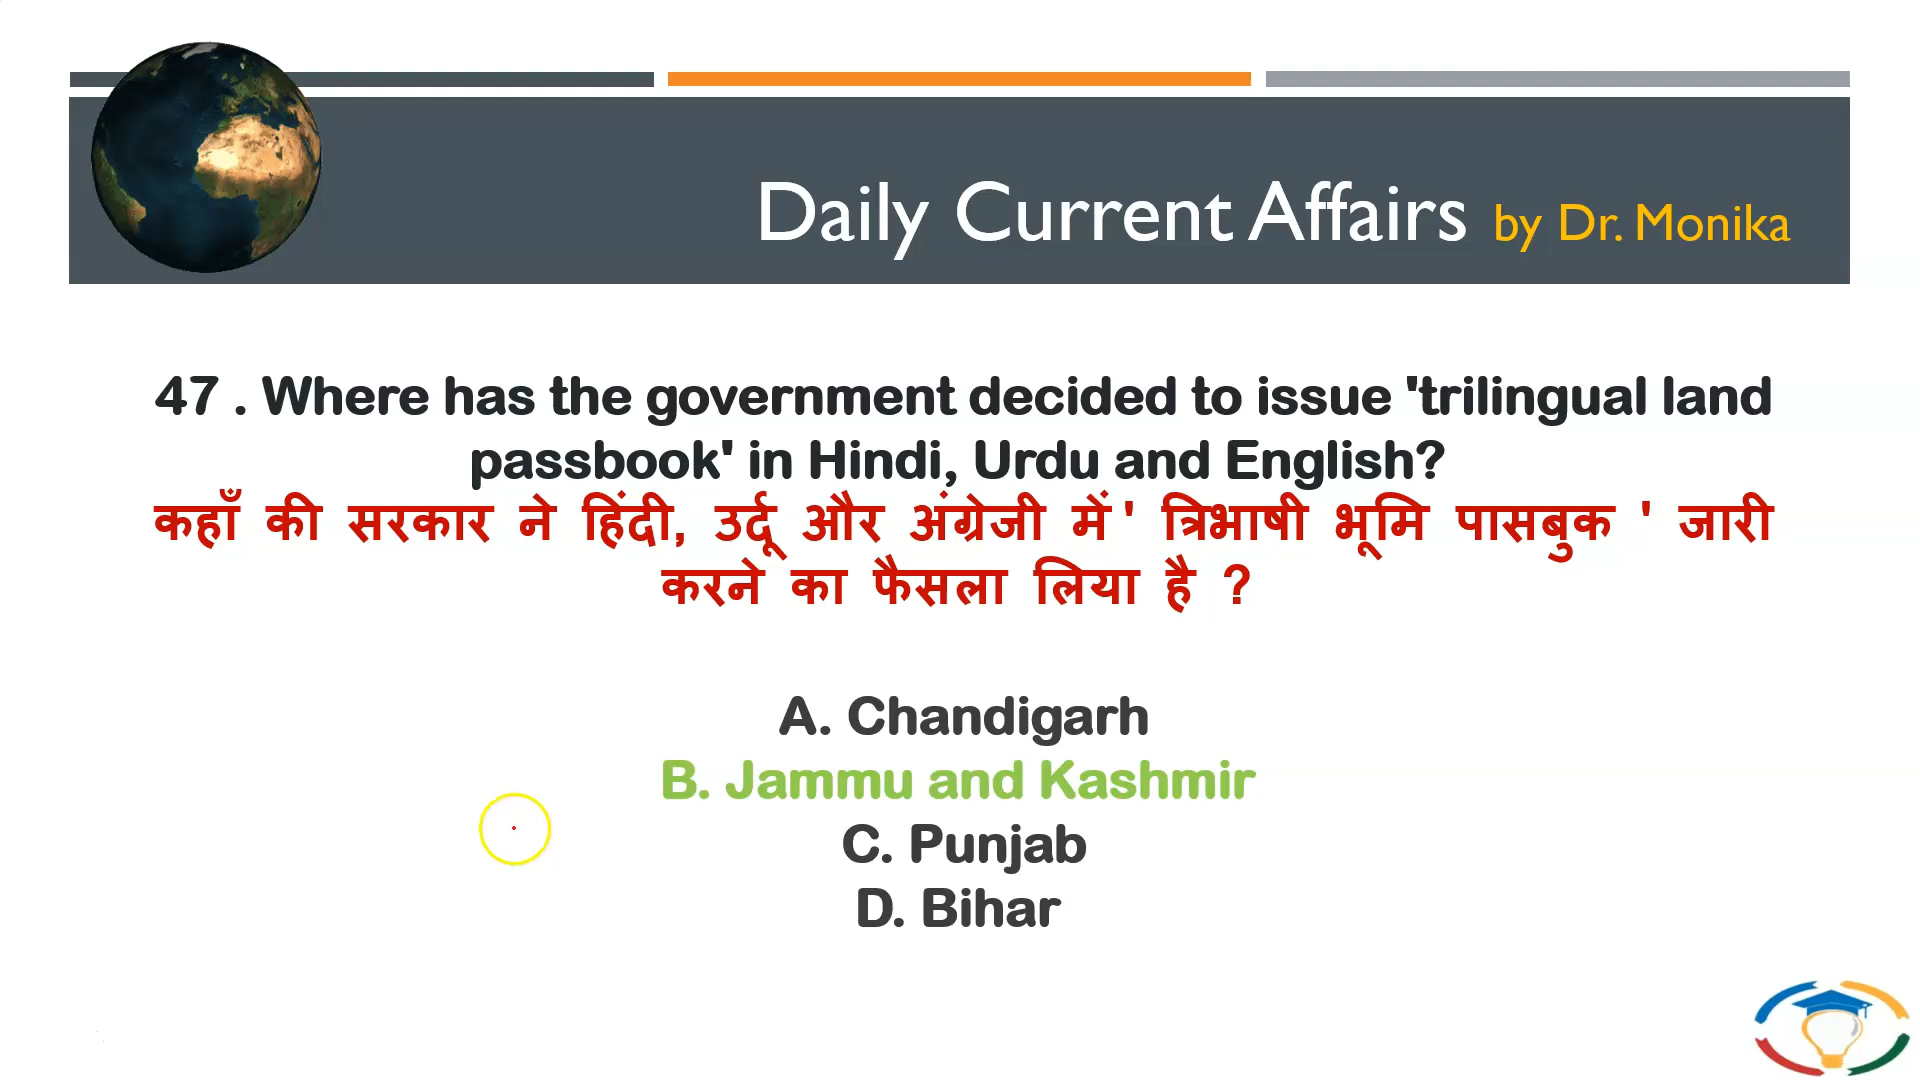 Daily Current Affairs by Dr. Monika
47 . Where has the government decided to issue 'trilingual land
passbook' in Hindi, Urdu and English?
कहाँ की सरकार ने हिंदी, उर्दू और अंग्रेजी में ' त्रिभाषी भूमि पासबुक ' जारी
करने का फैसला लिया है ?
A. Chandigarh
B. Jammu and Kashmir
C. Punjab
D. Bihar